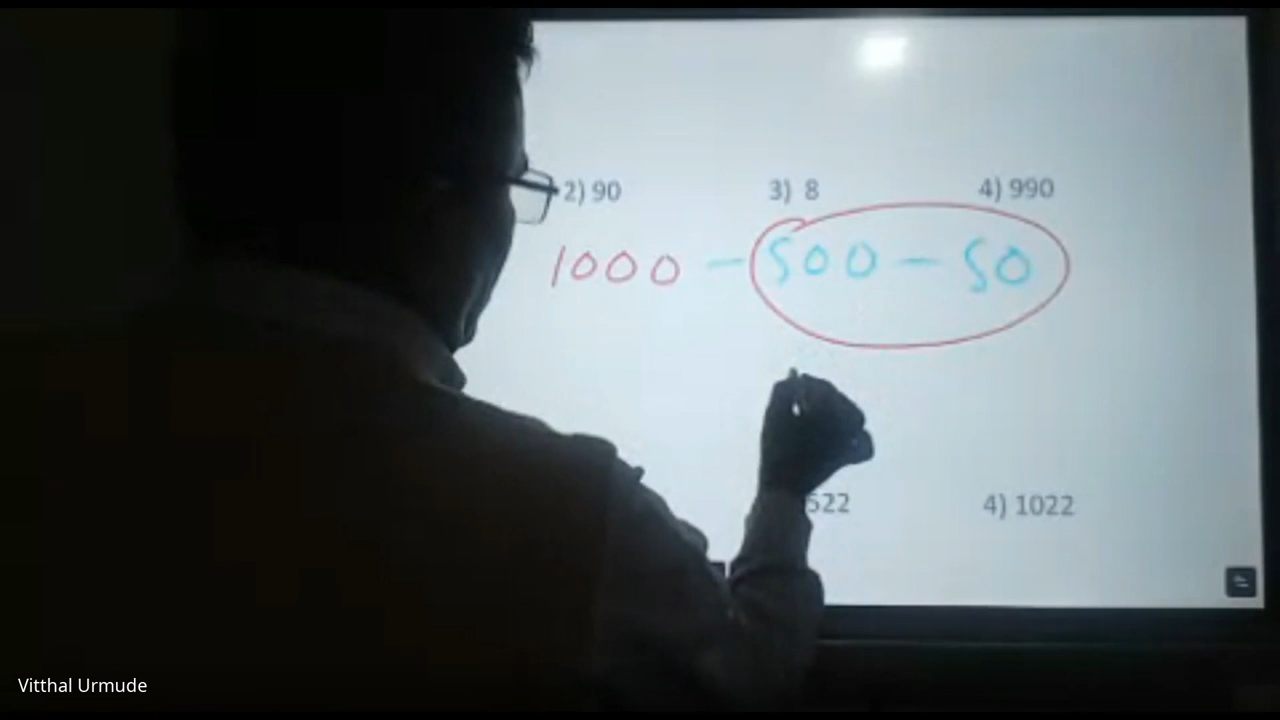 2) 90 3) 8 4) 990
1000 - 500 - 50
522 4) 1022
Vitthal Urmude